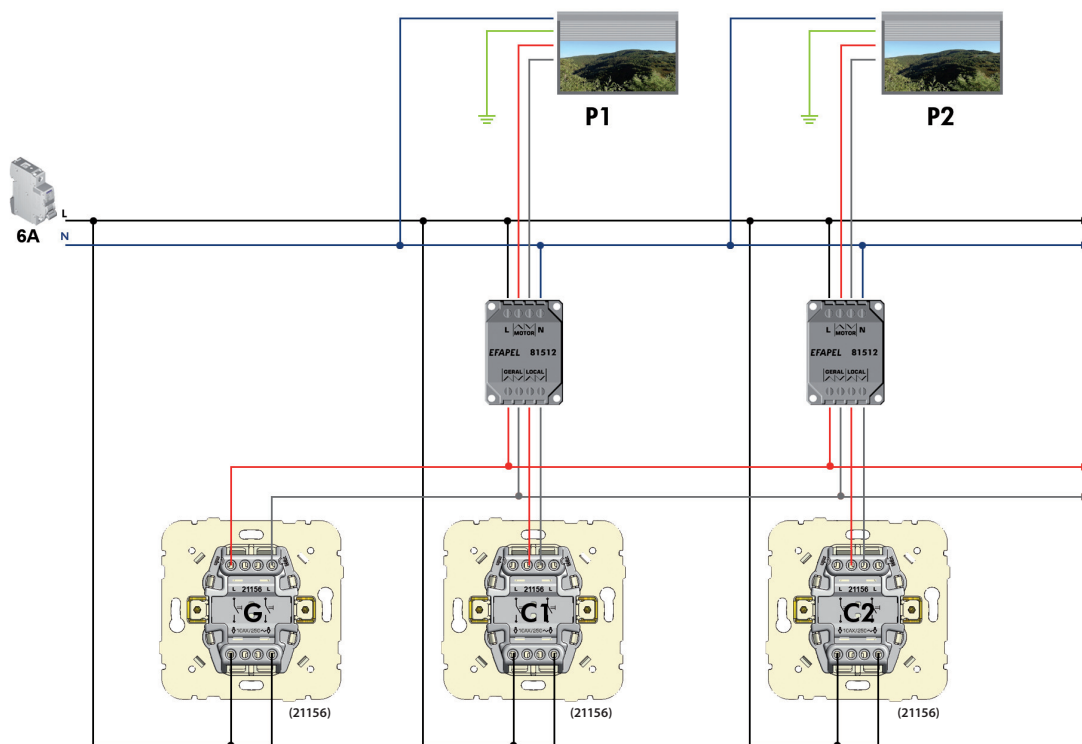 P1
P2
L
6A
N
L MOTOR N
EFAPEL 81512
GERAL LOCAL
L MOTOR N
EFAPEL 81512
GERAL LOCAL
L 21156 L
G
L 21156 L
C1
L 21156 L
C2
(21156)
(21156)
(21156)